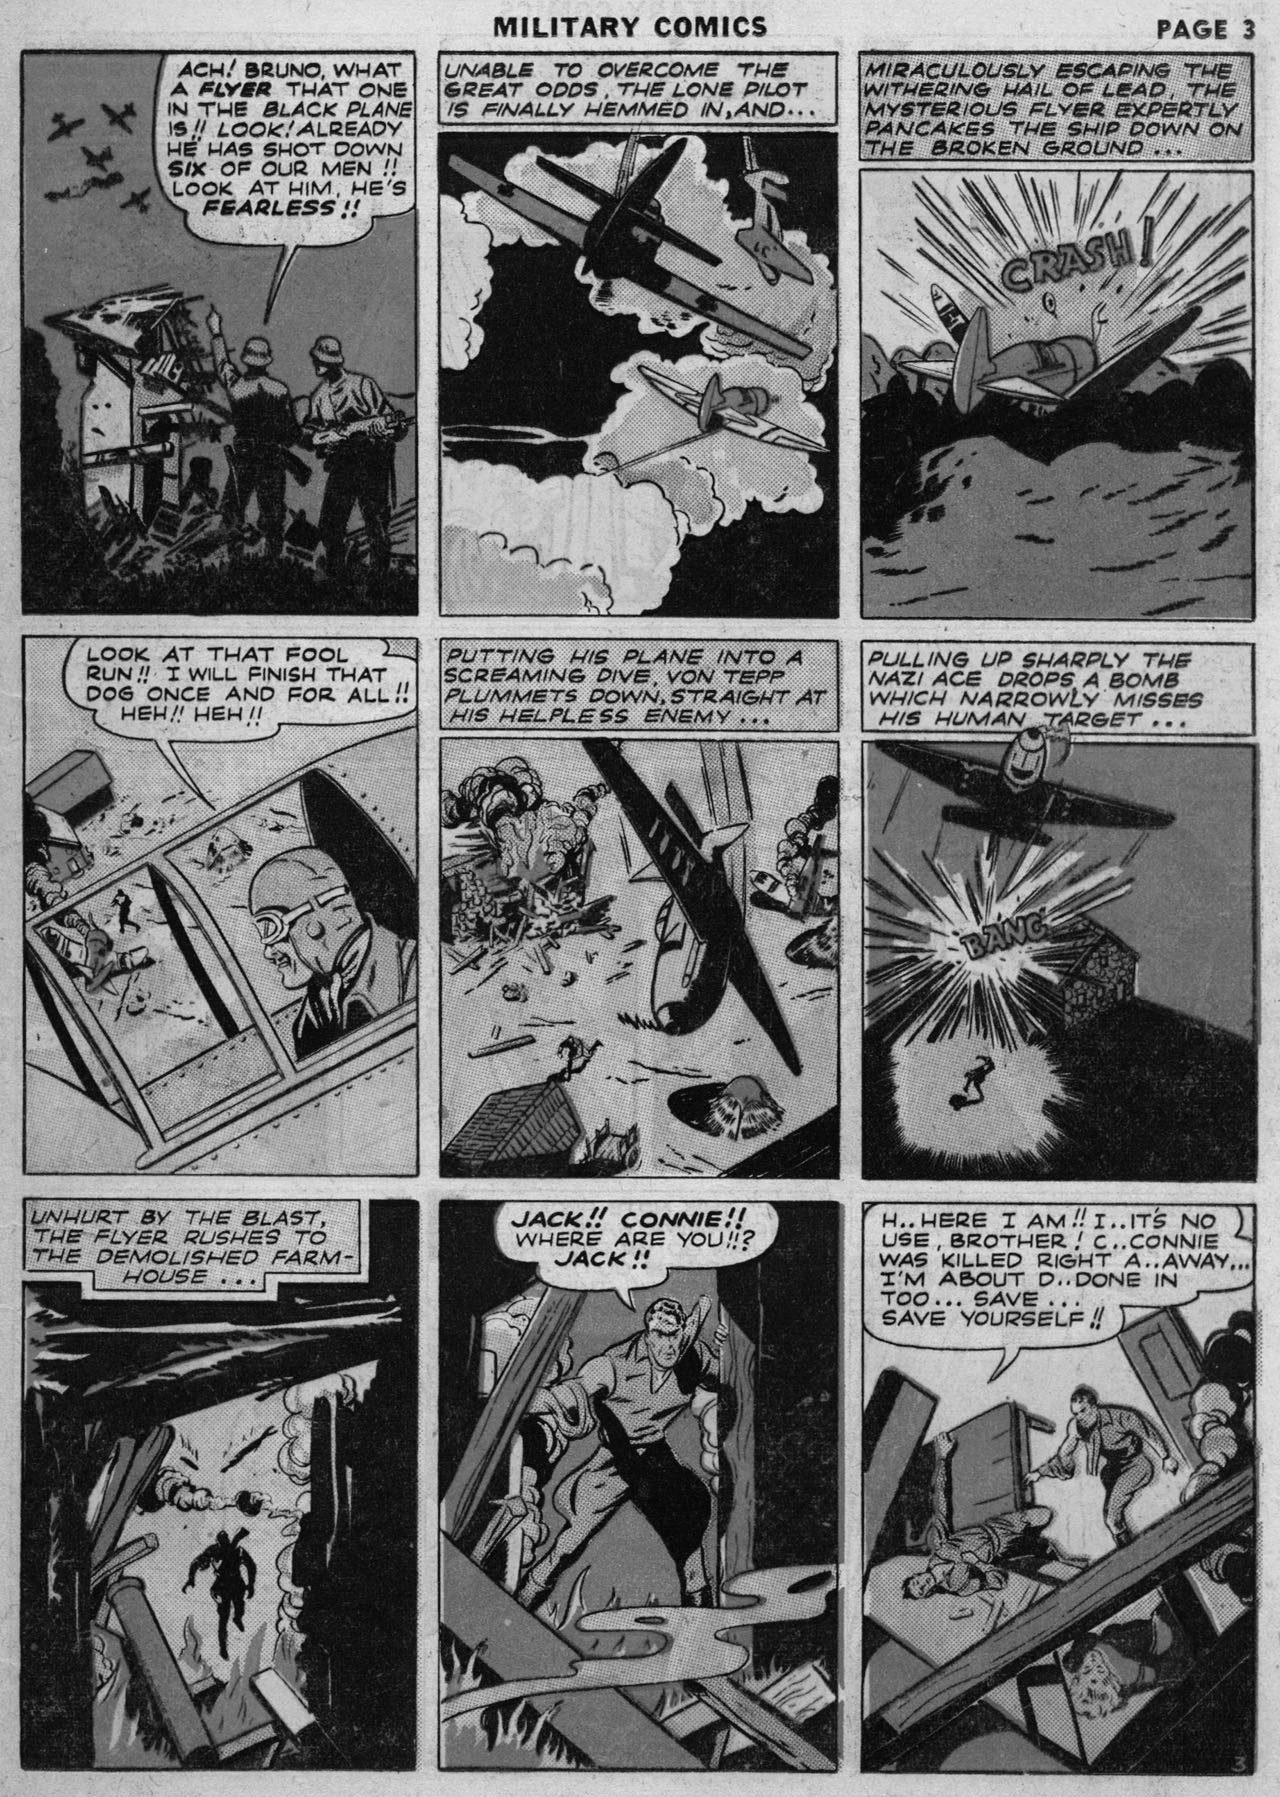 MILITARY COMICS
PAGE 3
ACH! BRUNO, WHAT
A FLYER THAT ONE
IN THE BLACK PLANE
IS!! LOOK! ALREADY
HE HAS SHOT DOWN
SIX OF OUR MEN!!
LOOK AT HIM, HE'S
FEARLESS!!
UNABLE TO OVERCOME THE
GREAT ODDS, THE LONE PILOT
IS FINALLY HEMMED IN, AND...
MIRACULOUSLY ESCAPING THE
WITHERING HAIL OF LEAD, THE
MYSTERIOUS FLYER EXPERTLY
PANCAKES THE SHIP DOWN ON
THE BROKEN GROUND...
CRASH!
LOOK AT THAT FOOL
RUN!! I WILL FINISH THAT
DOG ONCE AND FOR ALL!!
HEH!! HEH!!
PUTTING HIS PLANE INTO A
SCREAMING DIVE, VON TEPP
PLUMMETS DOWN, STRAIGHT AT
HIS HELPLESS ENEMY...
PULLING UP SHARPLY THE
NAZI ACE DROPS A BOMB
WHICH NARROWLY MISSES
HIS HUMAN TARGET...
BANG
UNHURT BY THE BLAST,
THE FLYER RUSHES TO
THE DEMOLISHED FARM-
HOUSE...
JACK!! CONNIE!!
WHERE ARE YOU!!?
JACK!!
H..HERE I AM!! I..IT'S NO
USE, BROTHER! C..CONNIE
WAS KILLED RIGHT A..AWAY...
I'M ABOUT D..DONE IN
TOO... SAVE...
SAVE YOURSELF!!
3